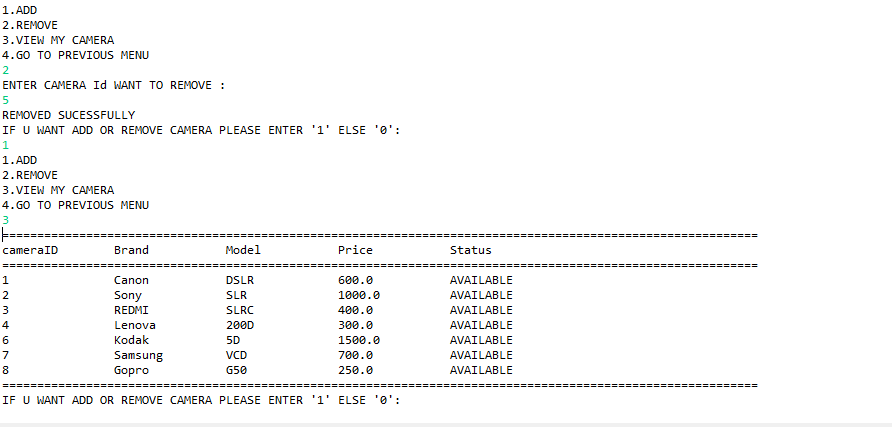 1.ADD
2.REMOVE
3.VIEW MY CAMERA
4.GO TO PREVIOUS MENU
2
ENTER CAMERA Id WANT TO REMOVE :
5
REMOVED SUCESSFULLY
IF U WANT ADD OR REMOVE CAMERA PLEASE ENTER '1' ELSE '0':
1
1.ADD
2.REMOVE
3.VIEW MY CAMERA
4.GO TO PREVIOUS MENU
3
============================================================================================================
cameraID Brand Model Price Status
============================================================================================================
1 Canon DSLR 600.0 AVAILABLE
2 Sony SLR 1000.0 AVAILABLE
3 REDMI SLRC 400.0 AVAILABLE
4 Lenova 200D 300.0 AVAILABLE
6 Kodak 5D 1500.0 AVAILABLE
7 Samsung VCD 700.0 AVAILABLE
8 Gopro G50 250.0 AVAILABLE
============================================================================================================
IF U WANT ADD OR REMOVE CAMERA PLEASE ENTER '1' ELSE '0':